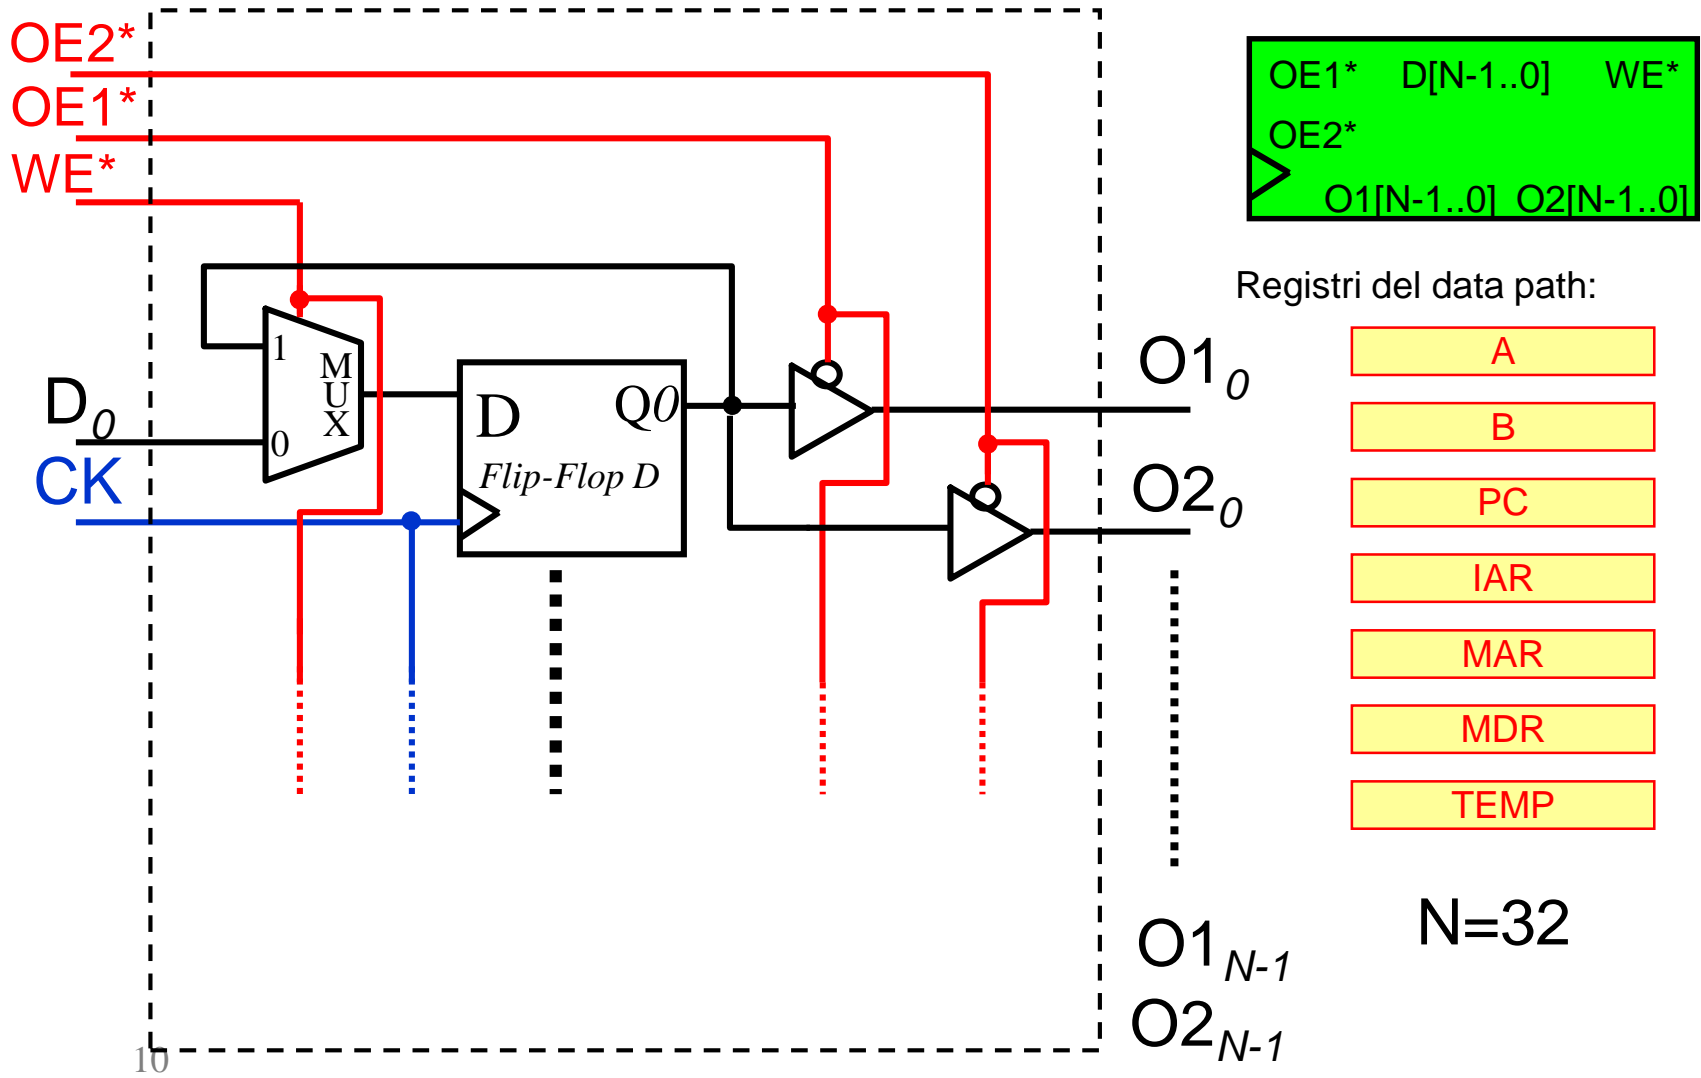 OE2*
OE1*
WE*
D0
CK
1
0
M
U
X
D
Q0
Flip-Flop D
O10
O20
O1N-1
O2N-1
10
OE1* D[N-1..0] WE*
OE2*
O1[N-1..0] O2[N-1..0]
Registri del data path:
A
B
PC
IAR
MAR
MDR
TEMP
N=32